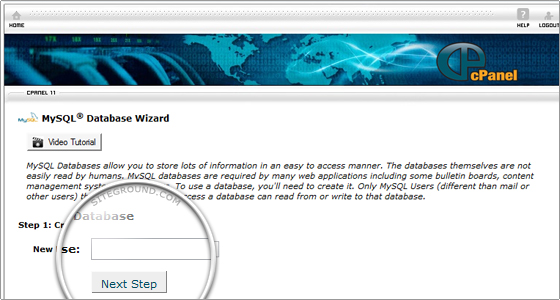 HOME
HELP
LOGOUT
cPanel
CPANEL 11
MySQL MySQL® Database Wizard
Video Tutorial
MySQL Databases allow you to store lots of information in an easy to access manner. The databases themselves are not
easily read by humans. MySQL databases are required by many web applications including some bulletin boards, content
management syst To use a database, you'll need to create it. Only MySQL Users (different than mail or
other users) th ccess a database can read from or write to that database.
SITEGROUND.COM
Step 1: Cr Database
New se:
Next Step